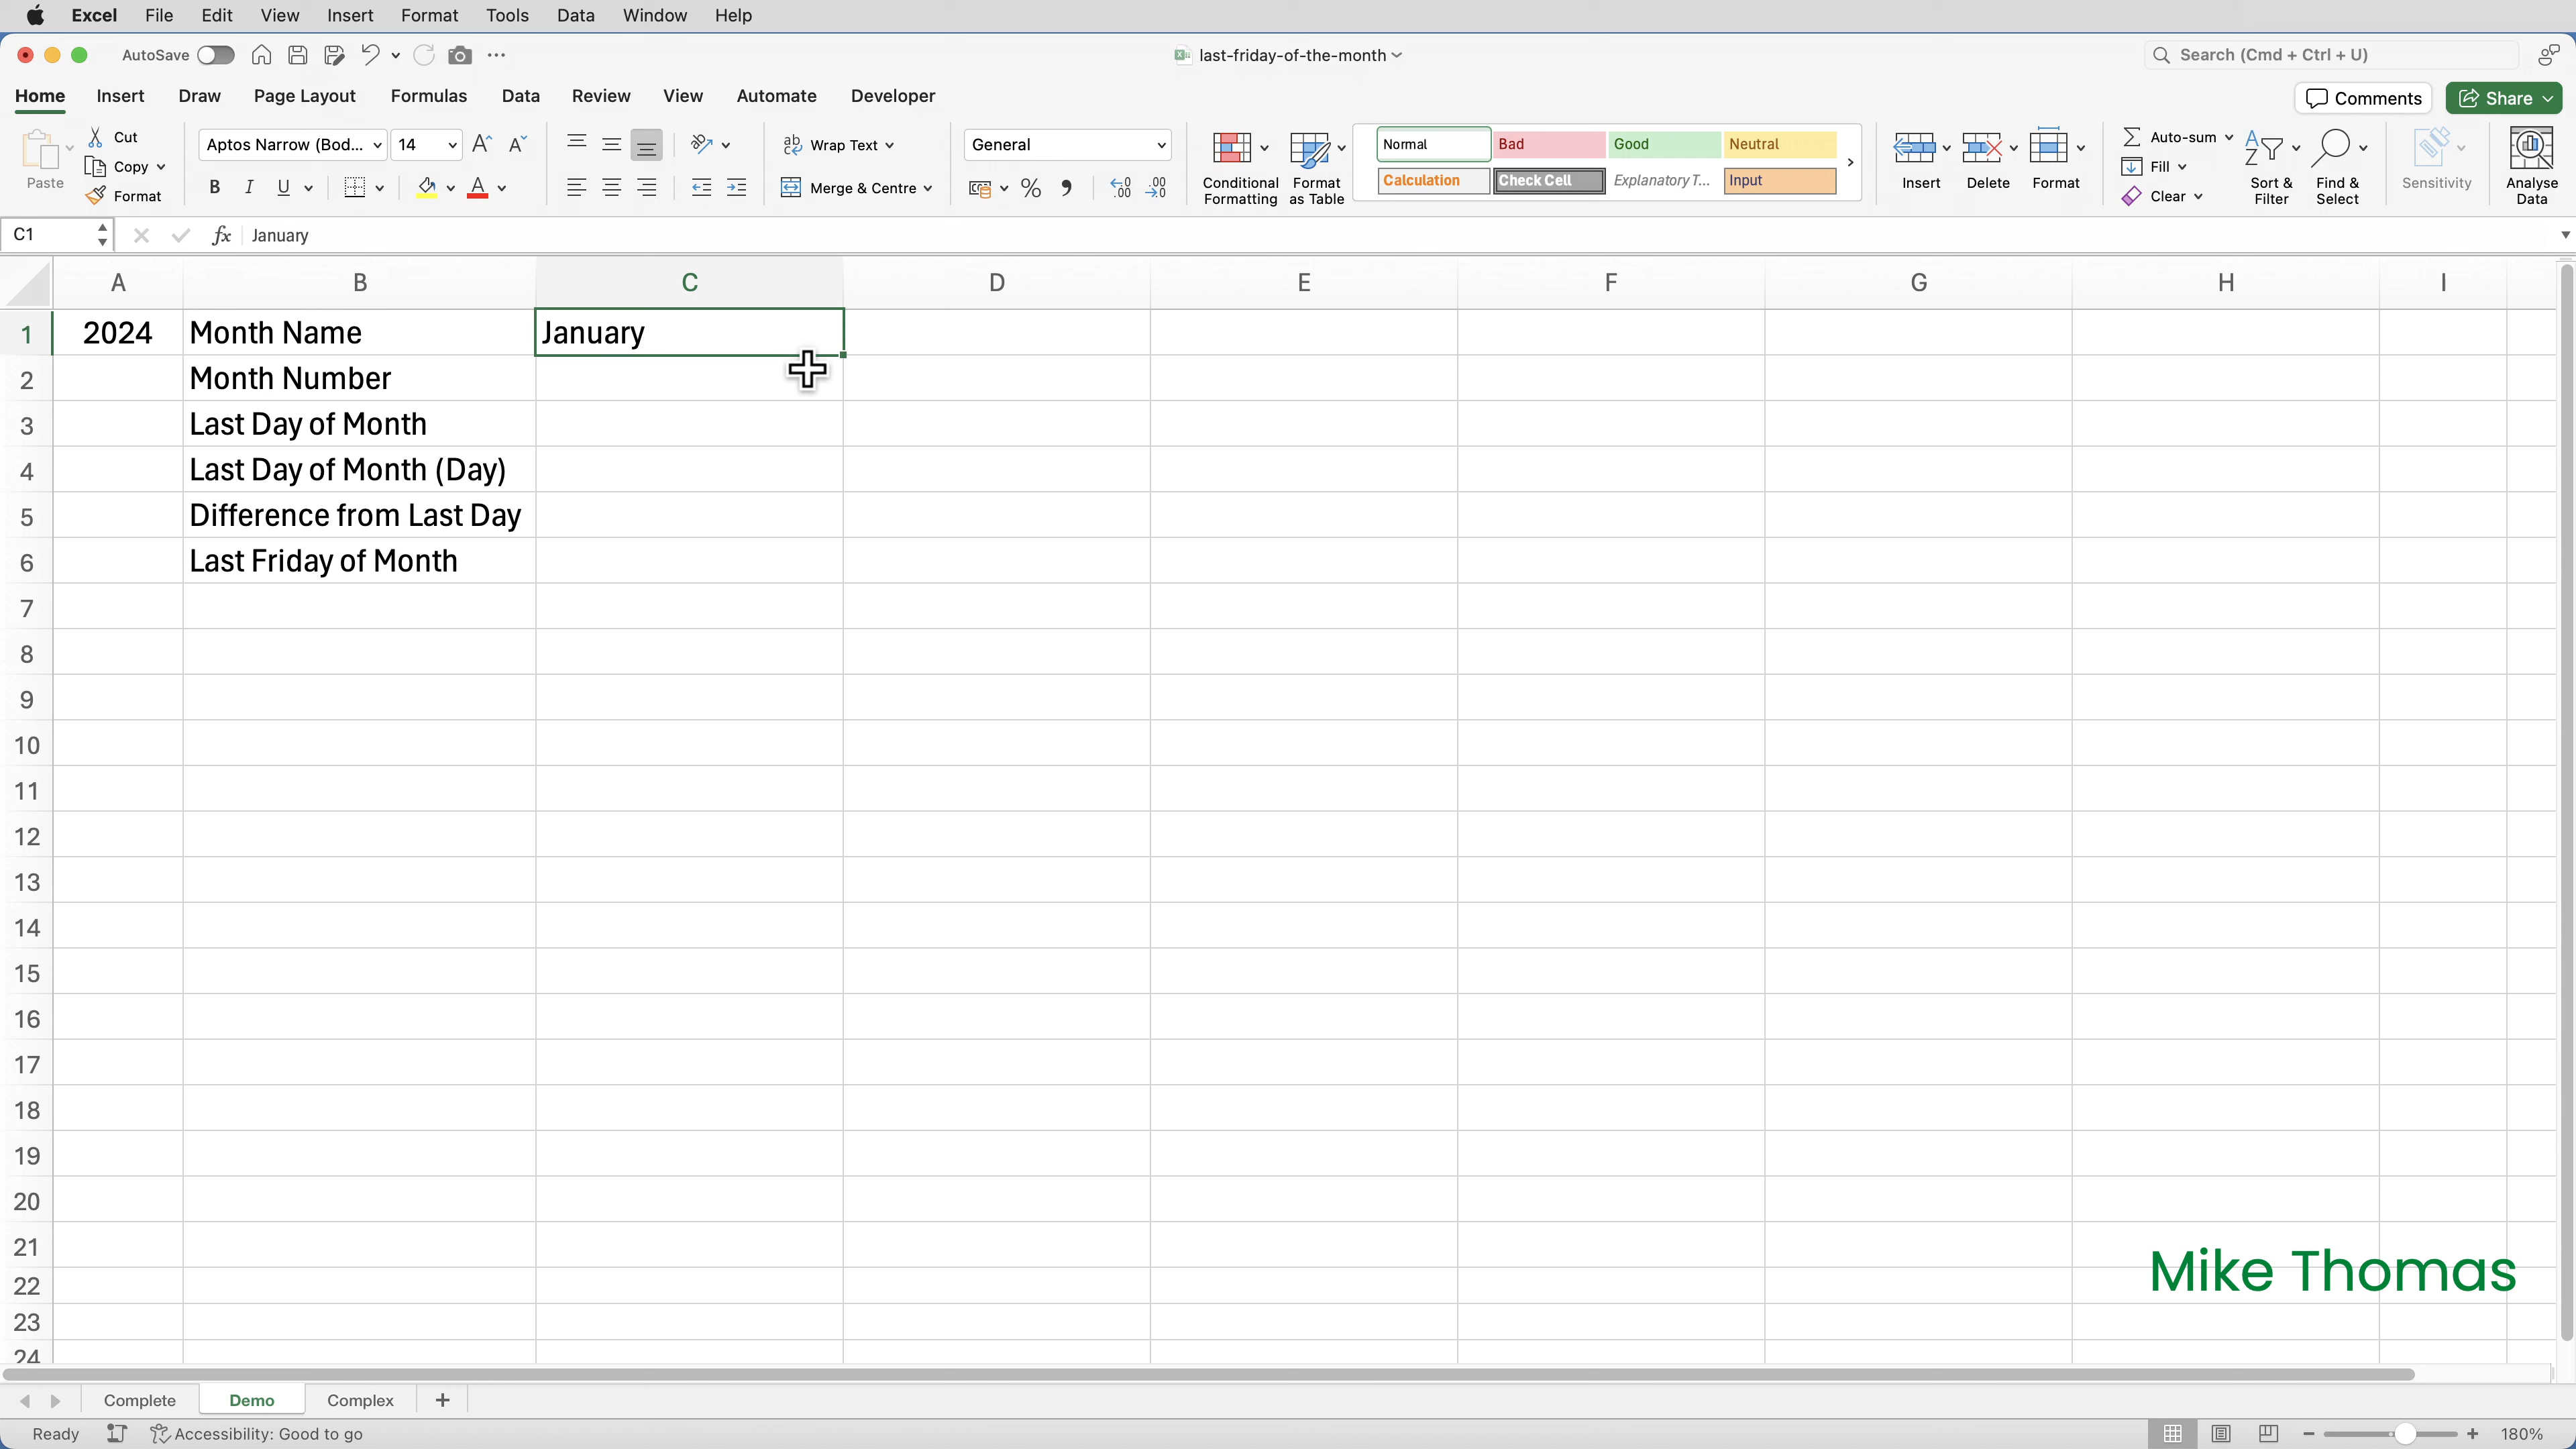 Excel File Edit View Insert Format Tools Data Window Help
AutoSave last-friday-of-the-month Search (Cmd + Ctrl + U)
Home Insert Draw Page Layout Formulas Data Review View Automate Developer Comments Share
Paste Cut Copy Format
Aptos Narrow (Bod... 14
B I U A
Wrap Text
Merge & Centre
General
Conditional Formatting
Format as Table
Normal Bad Good Neutral
Calculation Check Cell Explanatory T... Input
Insert Delete Format
Auto-sum
Fill
Clear
Sort & Filter
Find & Select
Sensitivity
Analyse Data
C1 fx January
A B C D E F G H I
1 2024 Month Name January
2 Month Number
3 Last Day of Month
4 Last Day of Month (Day)
5 Difference from Last Day
6 Last Friday of Month
7
8
9
10
11
12
13
14
15
16
17
18
19
20
21
22
23
24
Mike Thomas
Complete Demo Complex +
Ready Accessibility: Good to go 180%